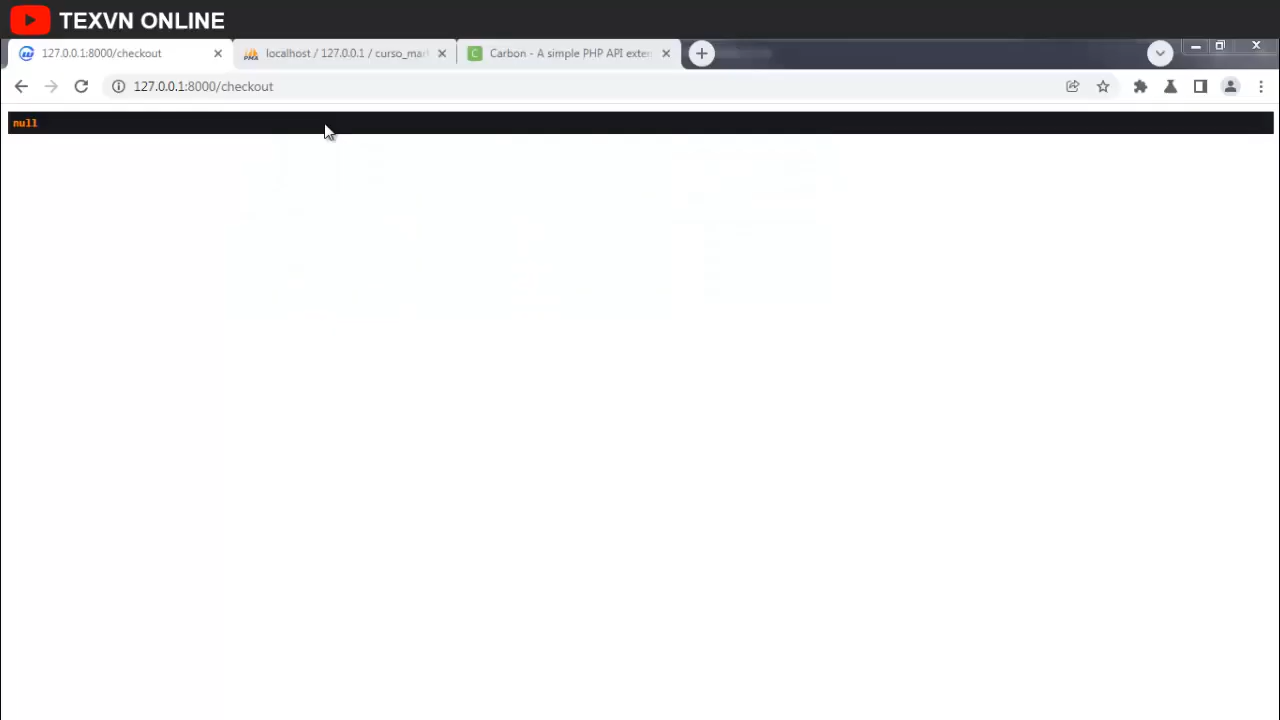 TEXVN ONLINE
127.0.0.1:8000/checkout
localhost / 127.0.0.1 / curso_mar
Carbon - A simple PHP API exten
127.0.0.1:8000/checkout
null